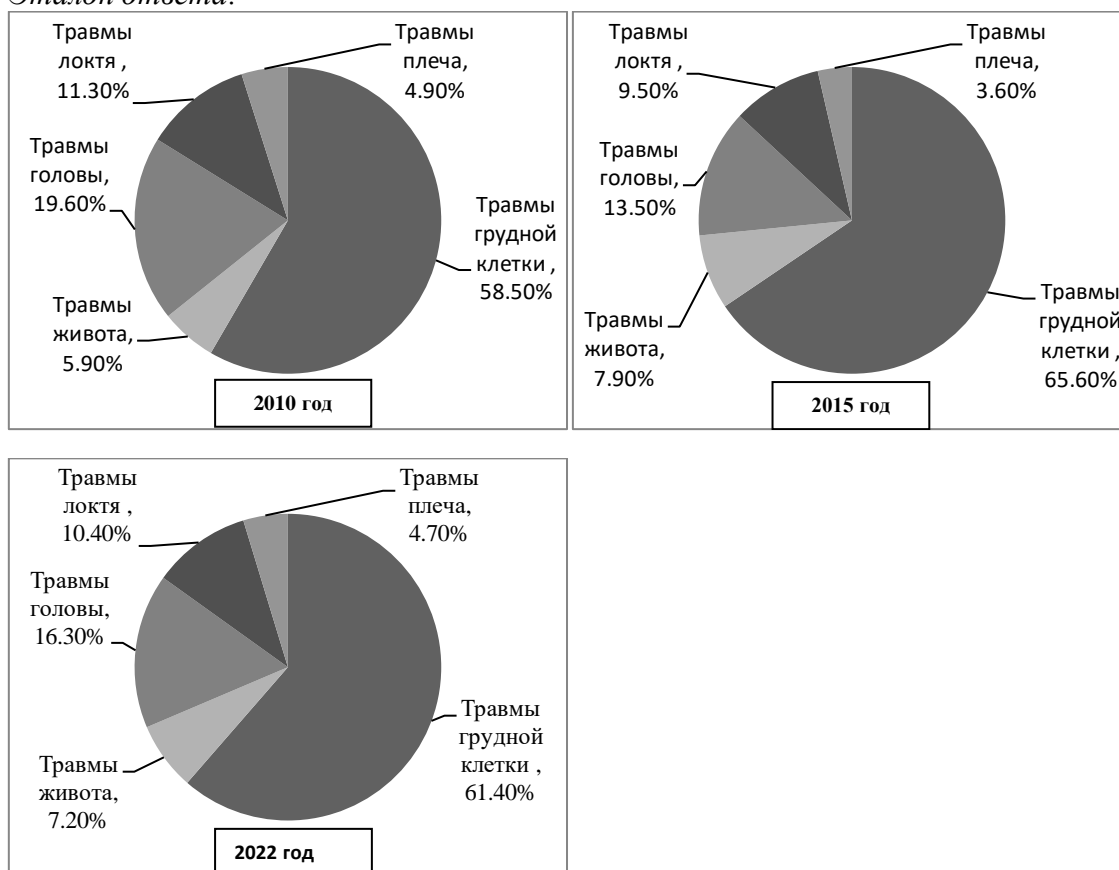 Эталон ответа:
Травмы
локтя ,
11.30%
Травмы
плеча,
4.90%
Травмы
головы,
19.60%
Травмы
грудной
клетки ,
58.50%
Травмы
живота,
5.90%
2010 год
Травмы
локтя ,
9.50%
Травмы
плеча,
3.60%
Травмы
головы,
13.50%
Травмы
грудной
клетки ,
65.60%
Травмы
живота,
7.90%
2015 год
Травмы
локтя ,
10.40%
Травмы
плеча,
4.70%
Травмы
головы,
16.30%
Травмы
грудной
клетки ,
61.40%
Травмы
живота,
7.20%
2022 год